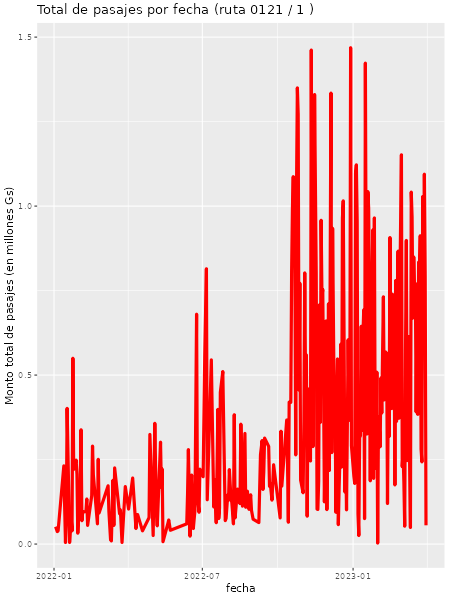 Total de pasajes por fecha (ruta 0121 / 1 )
Monto total de pasajes (en millones Gs)
1.5
1.0
0.5
0.0
2022-01
2022-07
2023-01
fecha